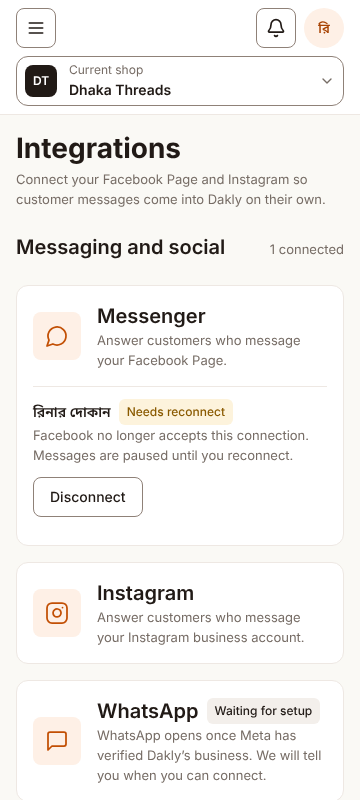 রি
DT
Current shop
Dhaka Threads
Integrations
Connect your Facebook Page and Instagram so
customer messages come into Dakly on their own.
Messaging and social
1 connected
Messenger
Answer customers who message
your Facebook Page.
রিনার দোকান Needs reconnect
Facebook no longer accepts this connection.
Messages are paused until you reconnect.
Disconnect
Instagram
Answer customers who message
your Instagram business account.
WhatsApp Waiting for setup
WhatsApp opens once Meta has
verified Dakly’s business. We will tell
you when you can connect.